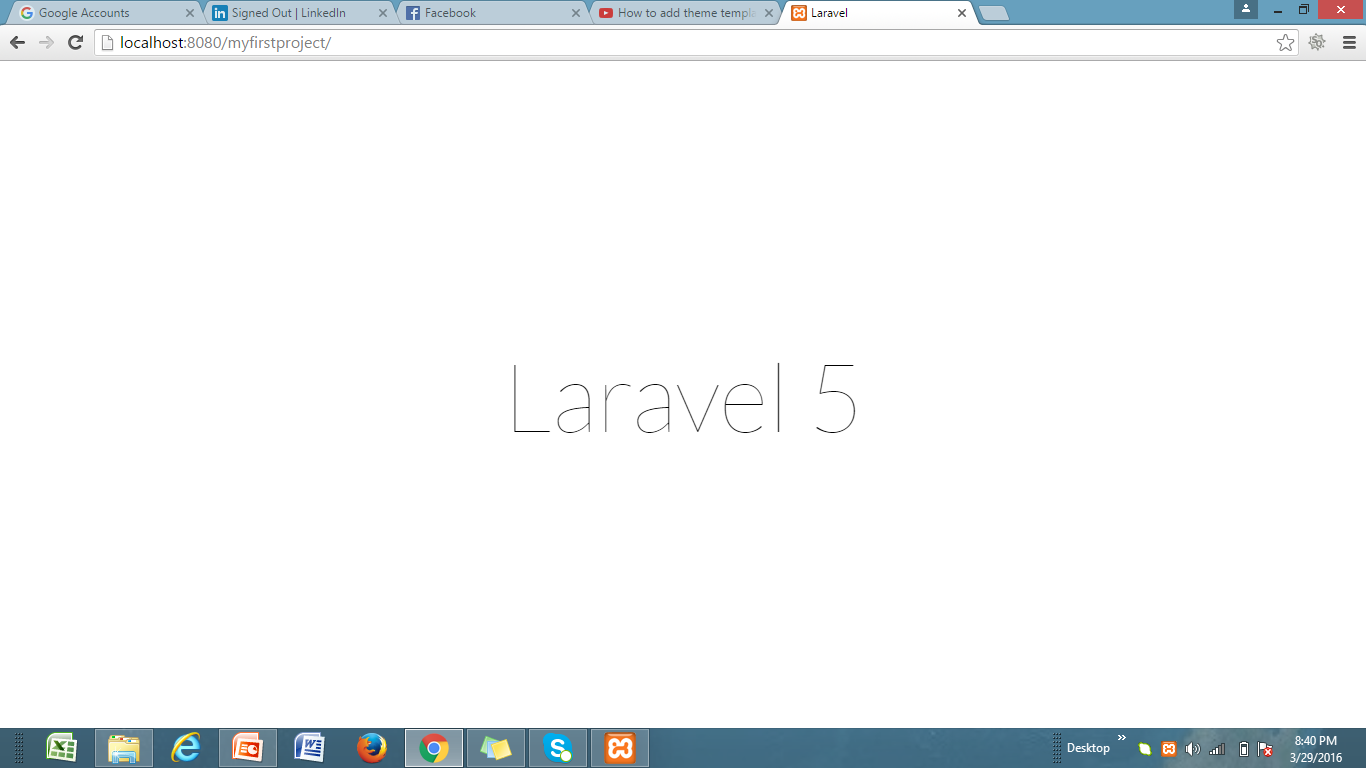 Google Accounts
Signed Out | LinkedIn
Facebook
How to add theme templa
Laravel
localhost:8080/myfirstproject/
Laravel 5
Desktop
8:40 PM
3/29/2016